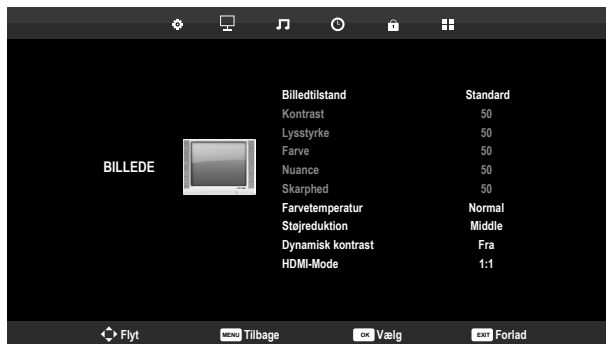 BILLEDE
Billedtilstand Standard
Kontrast 50
Lysstyrke 50
Farve 50
Nuance 50
Skarphed 50
Farvetemperatur Normal
Støjreduktion Middle
Dynamisk kontrast Fra
HDMI-Mode 1:1
Flyt MENU Tilbage OK Vælg EXIT Forlad